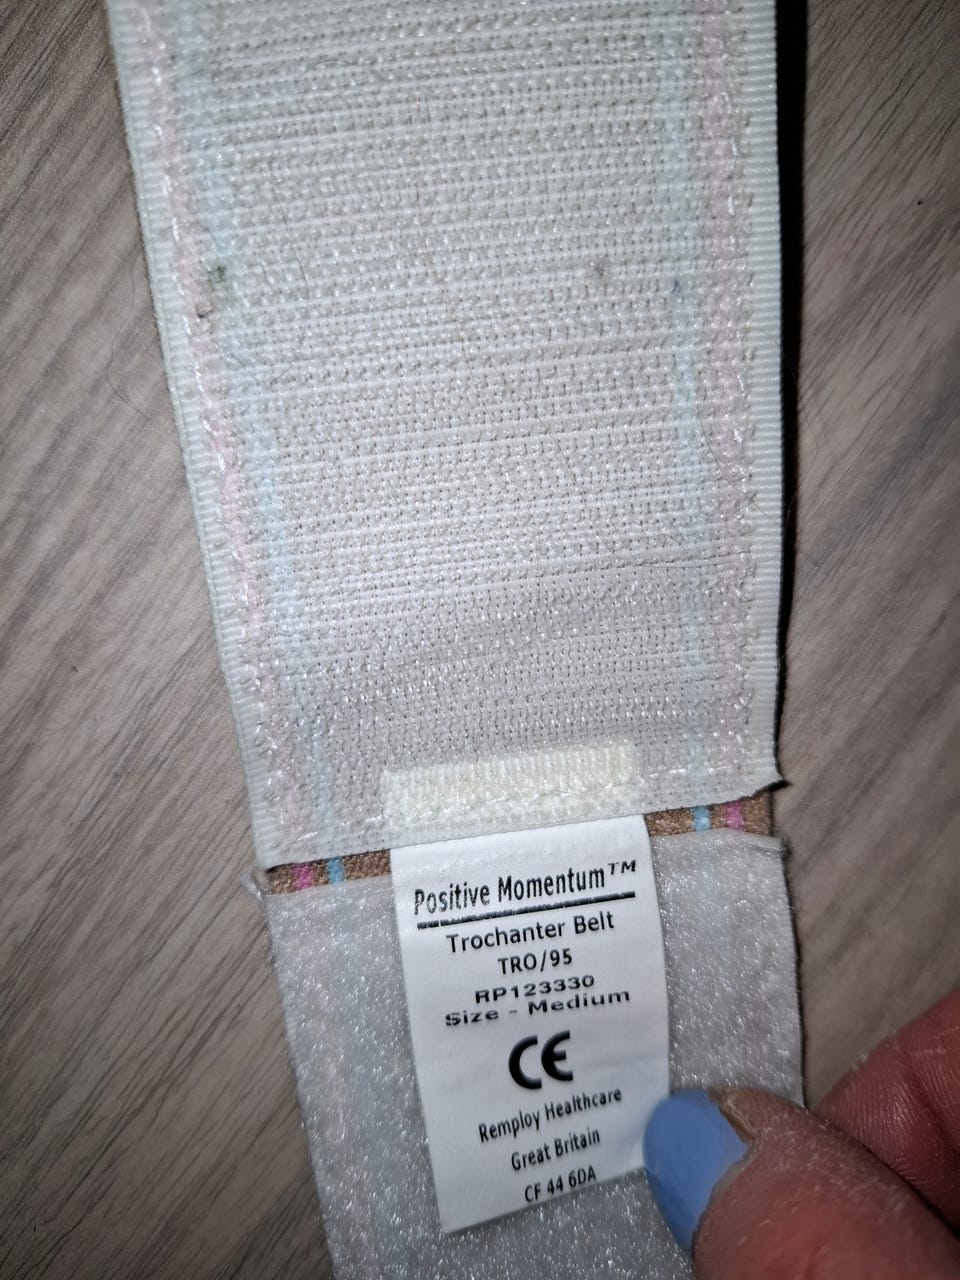 Positive Momentum™
Trochanter Belt
TRO/95
RP123330
Size - Medium
CE
Remploy Healthcare
Great Britain
CF 44 6DA